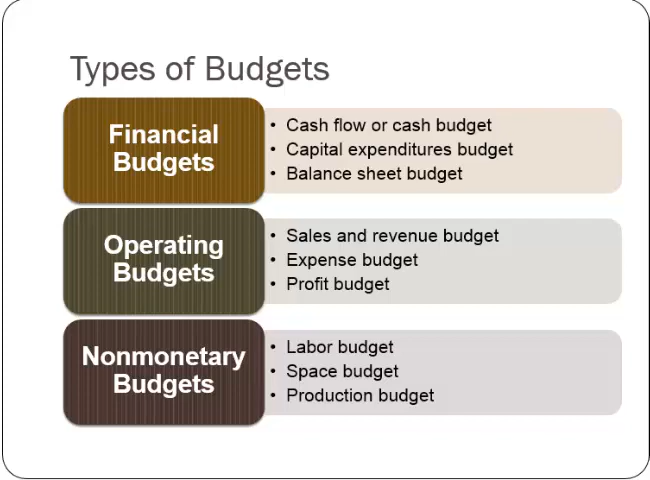 Types of Budgets
Financial
Budgets
• Cash flow or cash budget
• Capital expenditures budget
• Balance sheet budget
Operating
Budgets
• Sales and revenue budget
• Expense budget
• Profit budget
Nonmonetary
Budgets
• Labor budget
• Space budget
• Production budget